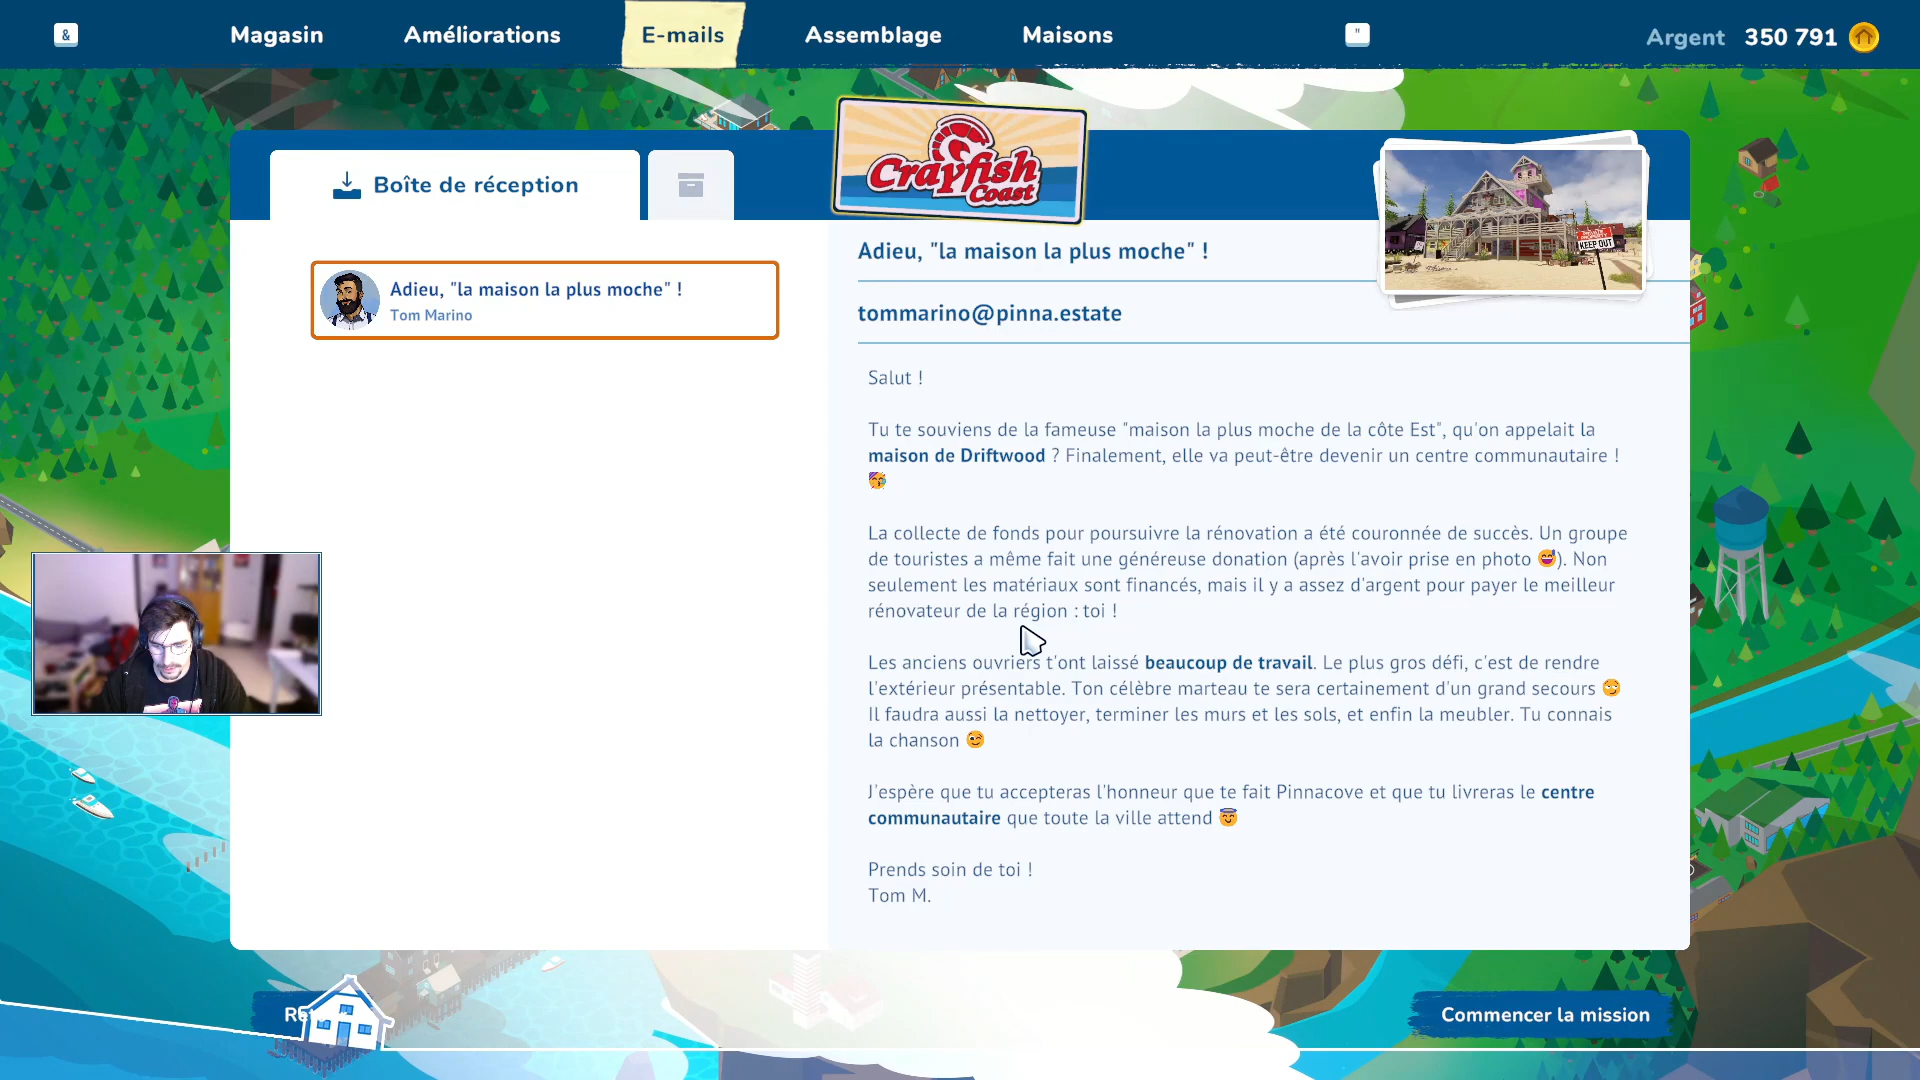 &
Magasin
Améliorations
E-mails
Assemblage
Maisons
"
Argent 350 791
Boîte de réception
Crayfish
Coast
KEEP OUT
Adieu, "la maison la plus moche" !
Tom Marino
Adieu, "la maison la plus moche" !
tommarino@pinna.estate
Salut !
Tu te souviens de la fameuse "maison la plus moche de la côte Est", qu'on appelait la
maison de Driftwood ? Finalement, elle va peut-être devenir un centre communautaire !
🥳
La collecte de fonds pour poursuivre la rénovation a été couronnée de succès. Un groupe
de touristes a même fait une généreuse donation (après l'avoir prise en photo 😅). Non
seulement les matériaux sont financés, mais il y a assez d'argent pour payer le meilleur
rénovateur de la région : toi !
Les anciens ouvriers t'ont laissé beaucoup de travail. Le plus gros défi, c'est de rendre
l'extérieur présentable. Ton célèbre marteau te sera certainement d'un grand secours 🙄
Il faudra aussi la nettoyer, terminer les murs et les sols, et enfin la meubler. Tu connais
la chanson 😉
J'espère que tu accepteras l'honneur que te fait Pinnacove et que tu livreras le centre
communautaire que toute la ville attend 😇
Prends soin de toi !
Tom M.
Commencer la mission